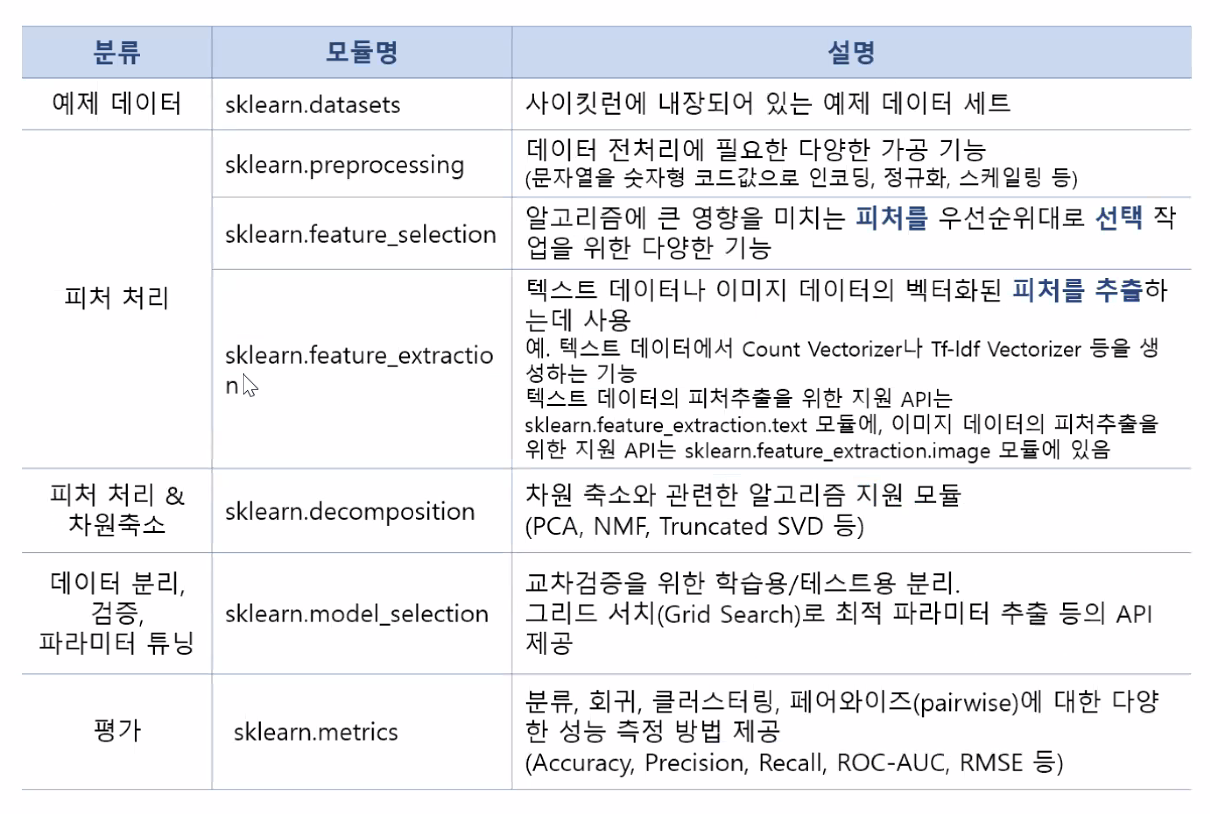 분류 모듈명 설명
예제 데이터 sklearn.datasets 사이킷런에 내장되어 있는 예제 데이터 세트
피처 처리
sklearn.preprocessing
데이터 전처리에 필요한 다양한 가공 기능
(문자열을 숫자형 코드값으로 인코딩, 정규화, 스케일링 등)
sklearn.feature_selection
알고리즘에 큰 영향을 미치는 피처를 우선순위대로 선택 작
업을 위한 다양한 기능
sklearn.feature_extractio
n
텍스트 데이터나 이미지 데이터의 벡터화된 피처를 추출하
는데 사용
예. 텍스트 데이터에서 Count Vectorizer나 Tf-Idf Vectorizer 등을 생
성하는 기능
텍스트 데이터의 피처추출을 위한 지원 API는
sklearn.feature_extraction.text 모듈에, 이미지 데이터의 피처추출을
위한 지원 API는 sklearn.feature_extraction.image 모듈에 있음
피처 처리 &
차원축소
sklearn.decomposition
차원 축소와 관련한 알고리즘 지원 모듈
(PCA, NMF, Truncated SVD 등)
데이터 분리,
검증,
파라미터 튜닝
sklearn.model_selection
교차검증을 위한 학습용/테스트용 분리.
그리드 서치(Grid Search)로 최적 파라미터 추출 등의 API
제공
평가
sklearn.metrics
분류, 회귀, 클러스터링, 페어와이즈(pairwise)에 대한 다양
한 성능 측정 방법 제공
(Accuracy, Precision, Recall, ROC-AUC, RMSE 등)